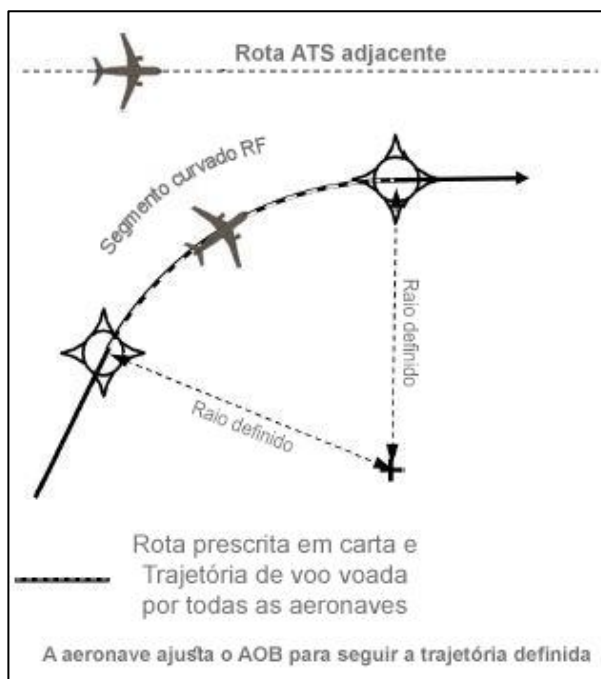 Rota ATS adjacente
Segmento curvado RF
Raio definido
Raio definido
Rota prescrita em carta e
Trajetória de voo voada
por todas as aeronaves
A aeronave ajusta o AOB para seguir a trajetória definida